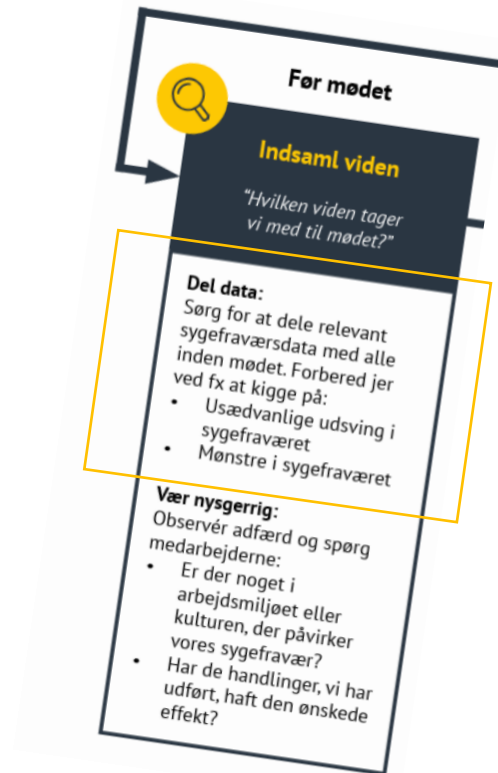 Før mødet
Indsaml viden
“Hvilken viden tager
vi med til mødet?”
Del data:
Sørg for at dele relevant
sygefraværsdata med alle
inden mødet. Forbered jer
ved fx at kigge på:
• Usædvanlige udsving i
sygefraværet
• Mønstre i sygefraværet
Vær nysgerrig:
Observér adfærd og spørg
medarbejderne:
• Er der noget i
arbejdsmiljøet eller
kulturen, der påvirker
vores sygefravær?
• Har de handlinger, vi har
udført, haft den ønskede
effekt?